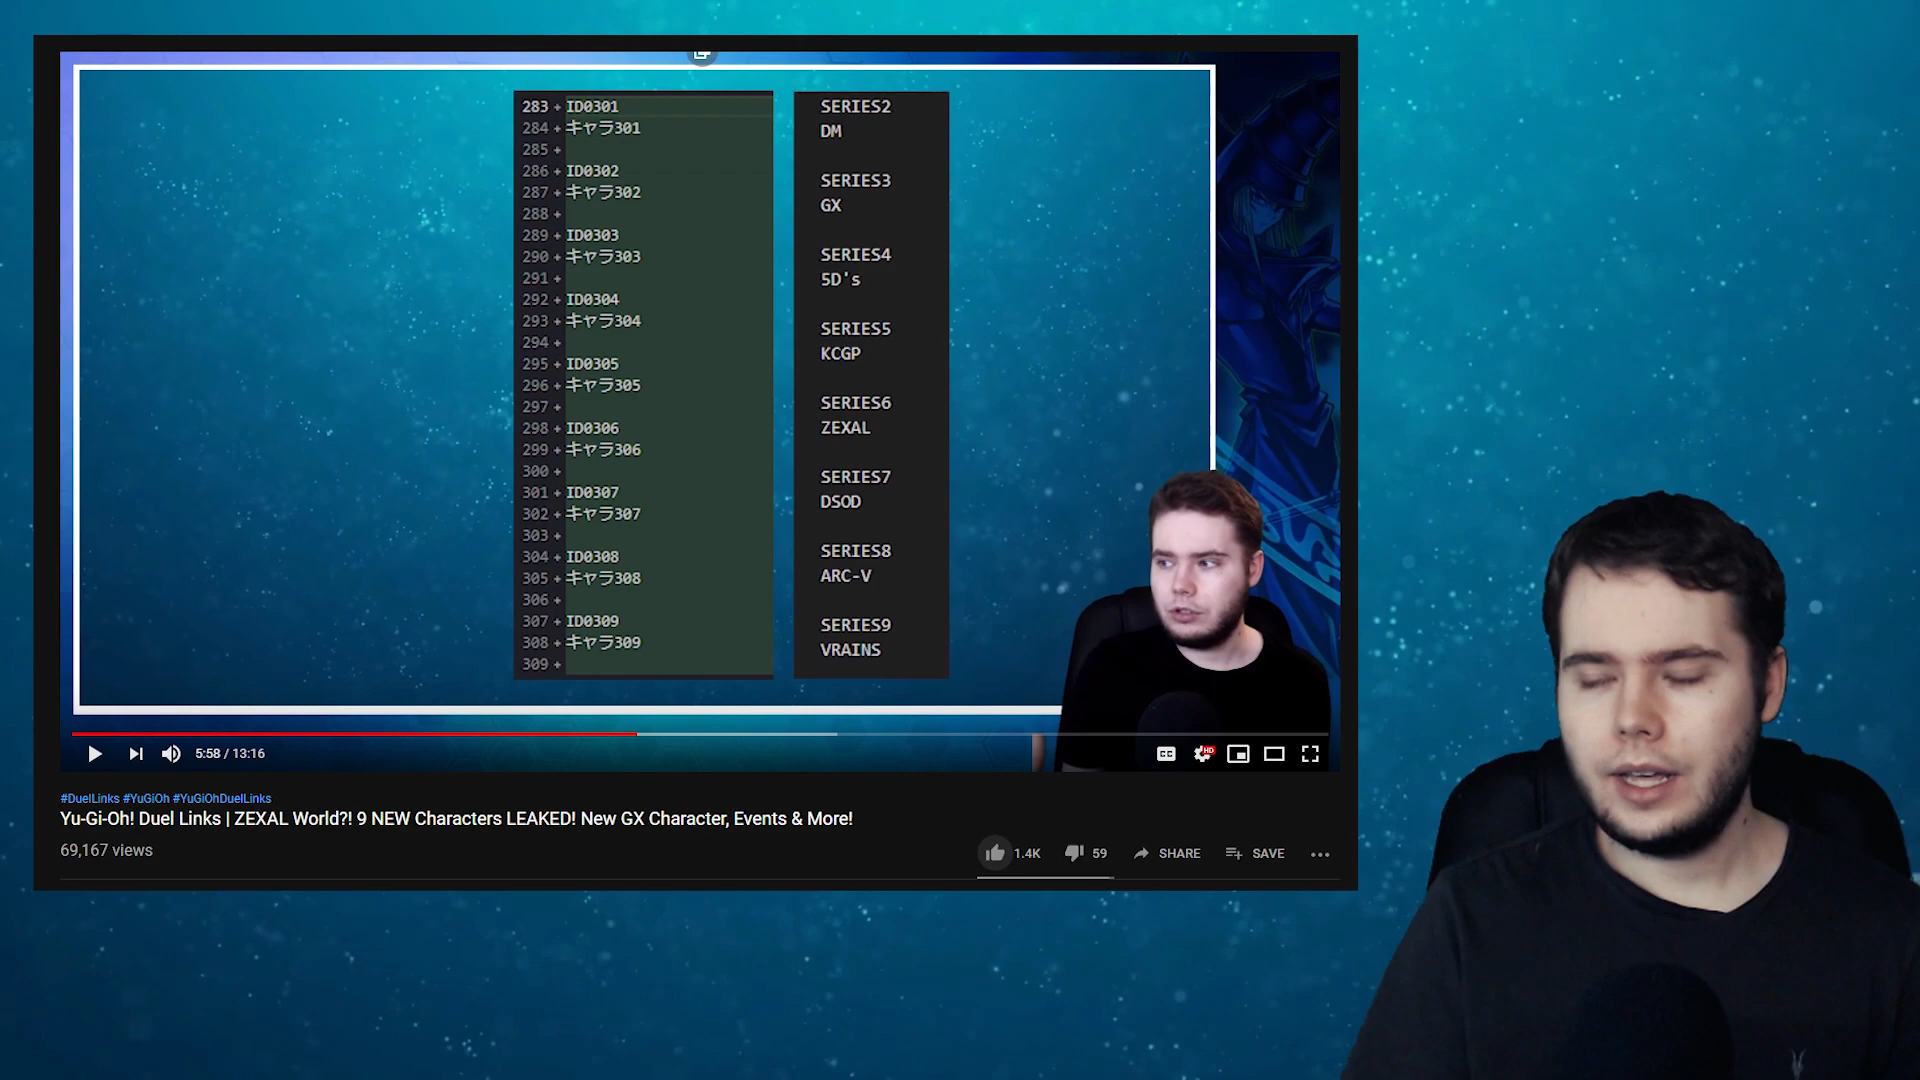 283 + ID0301
284 + キャラ301
285 +
286 + ID0302
287 + キャラ302
288 +
289 + ID0303
290 + キャラ303
291 +
292 + ID0304
293 + キャラ304
294 +
295 + ID0305
296 + キャラ305
297 +
298 + ID0306
299 + キャラ306
300 +
301 + ID0307
302 + キャラ307
303 +
304 + ID0308
305 + キャラ308
306 +
307 + ID0309
308 + キャラ309
309 +
SERIES2
DM
SERIES3
GX
SERIES4
5D's
SERIES5
KCGP
SERIES6
ZEXAL
SERIES7
DSOD
SERIES8
ARC-V
SERIES9
VRAINS
5:58 / 13:16
CC
HD
#DuelLinks #YuGiOh #YuGiOhDuelLinks
Yu-Gi-Oh! Duel Links | ZEXAL World?! 9 NEW Characters LEAKED! New GX Character, Events & More!
69,167 views
1.4K
59
SHARE
SAVE